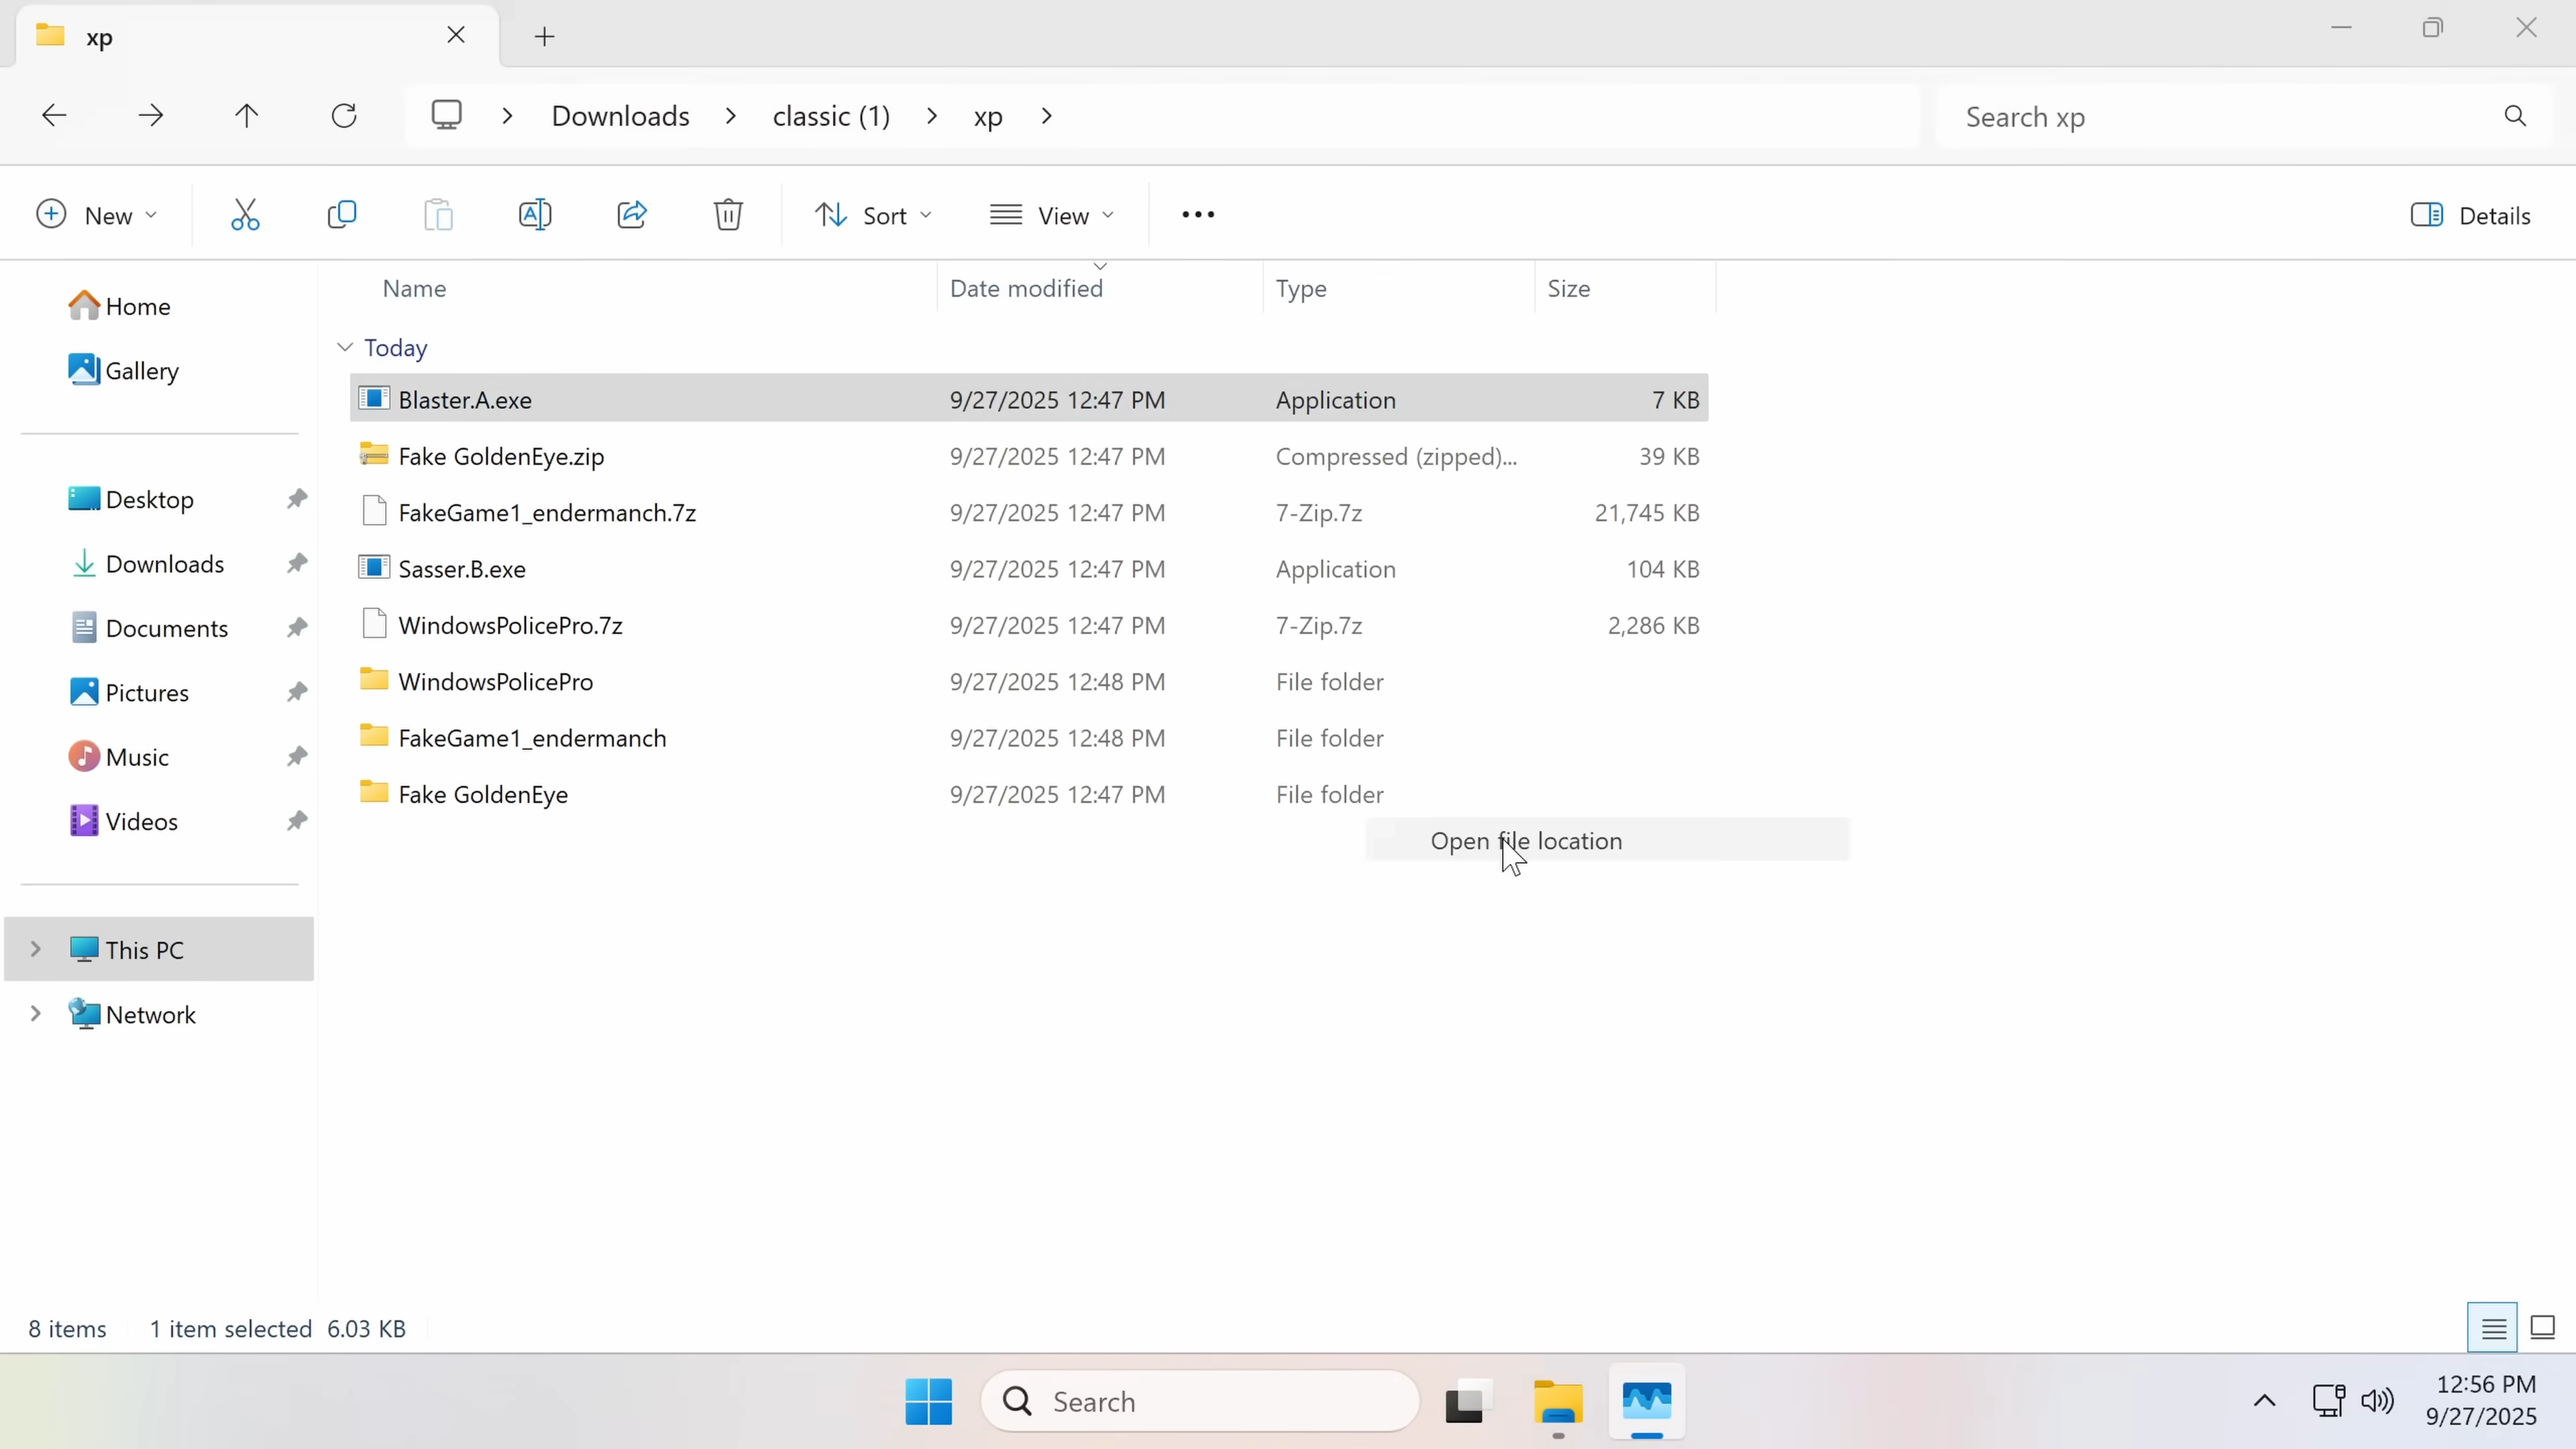 xp
Downloads classic (1) xp
Search xp
New
Sort
View
Details
Name Date modified Type Size
Home
Gallery
Desktop
Downloads
Documents
Pictures
Music
Videos
This PC
Network
Today
Blaster.A.exe 9/27/2025 12:47 PM Application 7 KB
Fake GoldenEye.zip 9/27/2025 12:47 PM Compressed (zipped)... 39 KB
FakeGame1_endermanch.7z 9/27/2025 12:47 PM 7-Zip.7z 21,745 KB
Sasser.B.exe 9/27/2025 12:47 PM Application 104 KB
WindowsPolicePro.7z 9/27/2025 12:47 PM 7-Zip.7z 2,286 KB
WindowsPolicePro 9/27/2025 12:48 PM File folder
FakeGame1_endermanch 9/27/2025 12:48 PM File folder
Fake GoldenEye 9/27/2025 12:47 PM File folder
Open file location
8 items 1 item selected 6.03 KB
Search
12:56 PM
9/27/2025